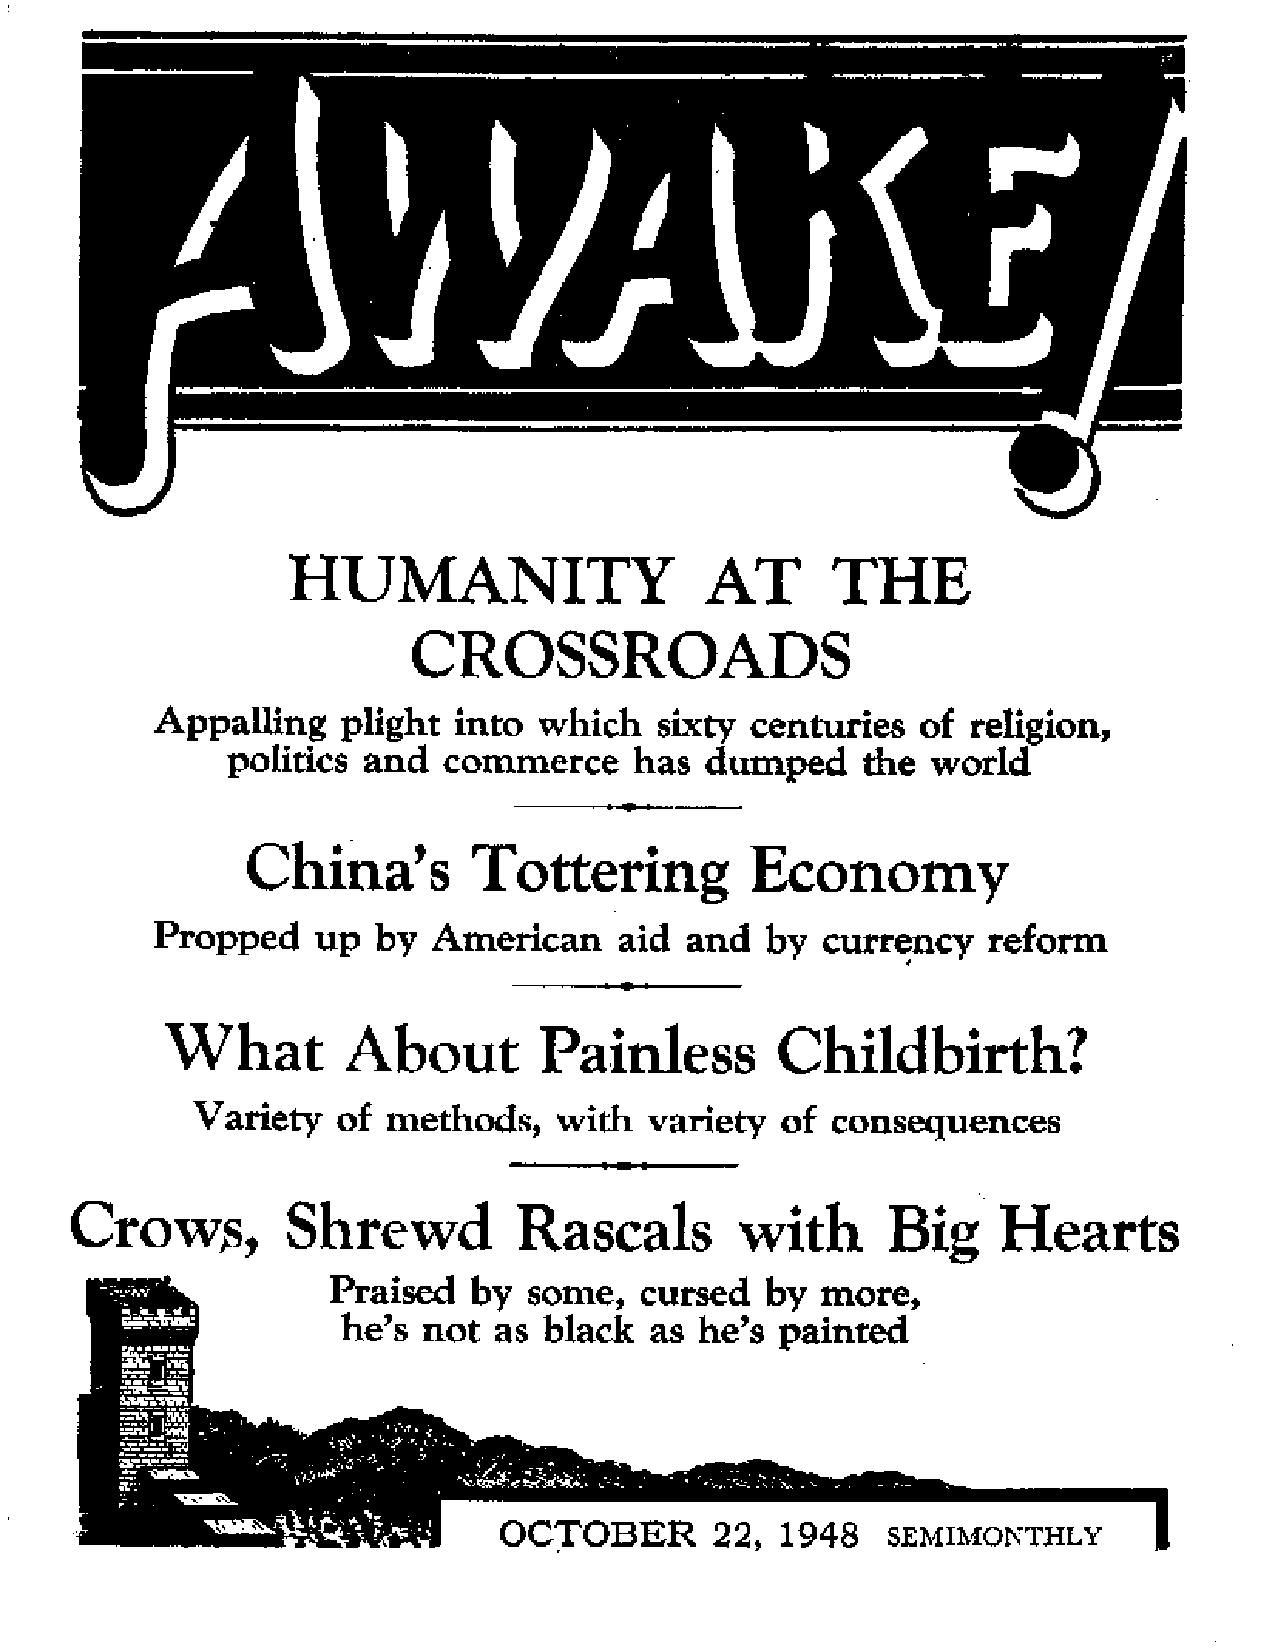 AWAKE!
HUMANITY AT THE
CROSSROADS
Appalling plight into which sixty centuries of religion,
politics and commerce has dumped the world
China's Tottering Economy
Propped up by American aid and by currency reform
What About Painless Childbirth?
Variety of methods, with variety of consequences
Crows, Shrewd Rascals with Big Hearts
Praised by some, cursed by more,
he's not as black as he's painted
OCTOBER 22, 1948 SEMIMONTHLY